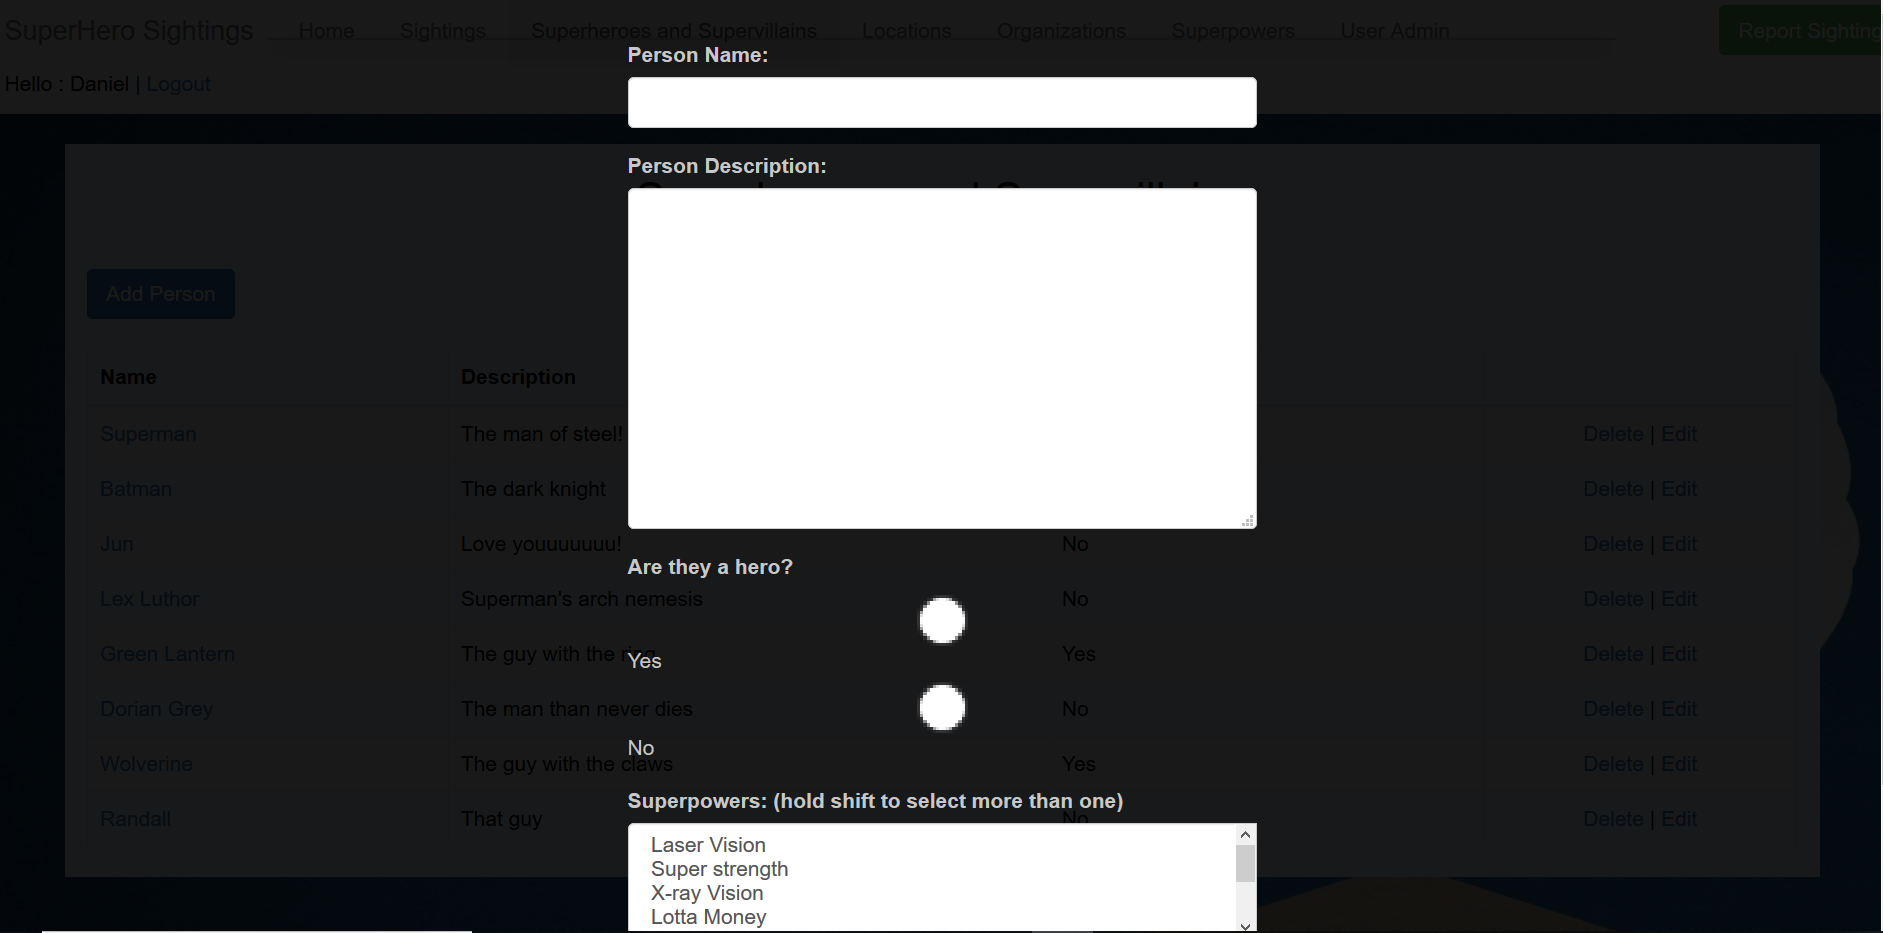 SuperHero Sightings Home Sightings Superheroes and Supervillains Locations Organizations Superpowers User Admin Report Sighting
Person Name:
Hello : Daniel | Logout
Person Description:
Add Person
Name Description
Superman The man of steel! Delete | Edit
Batman The dark knight Delete | Edit
Jun Love youuuuuuu! No Delete | Edit
Are they a hero?
Lex Luthor Superman's arch nemesis No Delete | Edit
Green Lantern The guy with the ring Yes Delete | Edit
Yes
Dorian Grey The man than never dies No Delete | Edit
No
Wolverine The guy with the claws Yes Delete | Edit
Superpowers: (hold shift to select more than one)
Randall That guy No Delete | Edit
Laser Vision
Super strength
X-ray Vision
Lotta Money